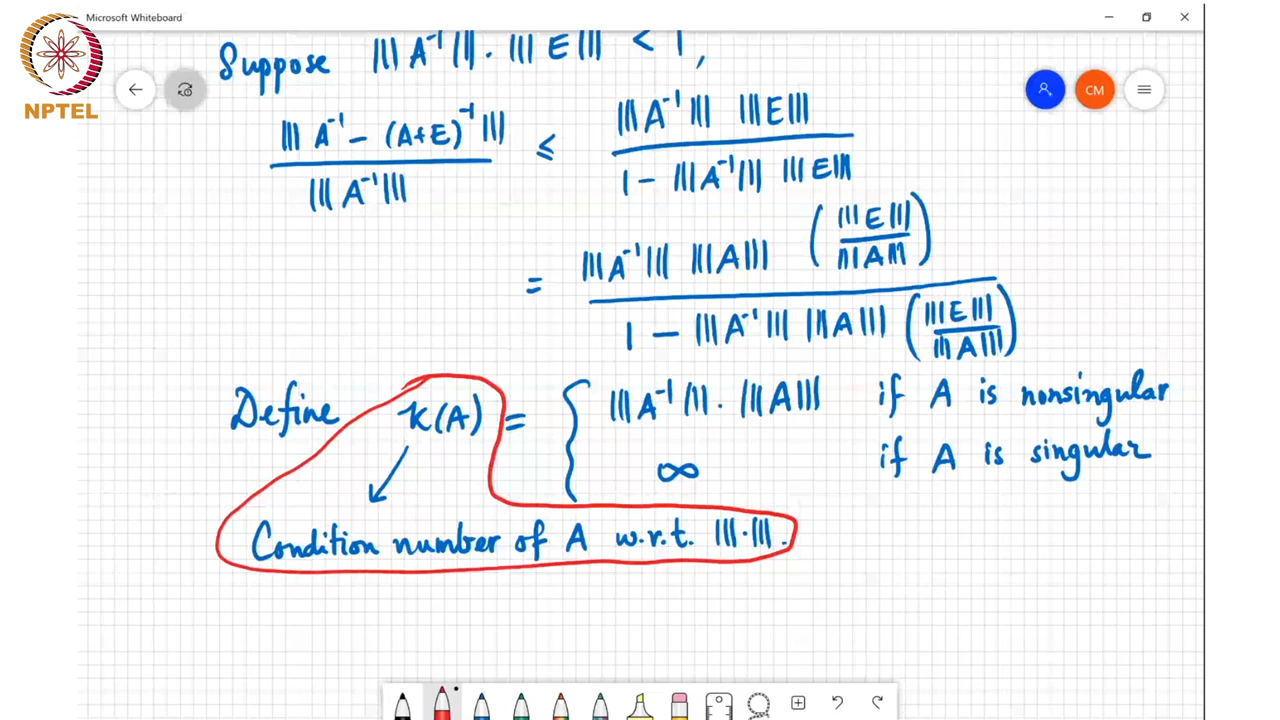 Microsoft Whiteboard
NPTEL
CM
Suppose ||| A⁻¹ ||| · ||| E ||| < 1,
||| A⁻¹ − (A+E)⁻¹ ||| / ||| A⁻¹ ||| ≤ ||| A⁻¹ ||| ||| E ||| / 1 − ||| A⁻¹ ||| ||| E |||
= ||| A⁻¹ ||| ||| A ||| ( ||| E ||| / ||| A ||| ) / 1 − ||| A⁻¹ ||| ||| A ||| ( ||| E ||| / ||| A ||| )
Define κ(A) = { ||| A⁻¹ ||| · ||| A ||| if A is nonsingular
∞ if A is singular
Condition number of A w.r.t. ||| · |||.